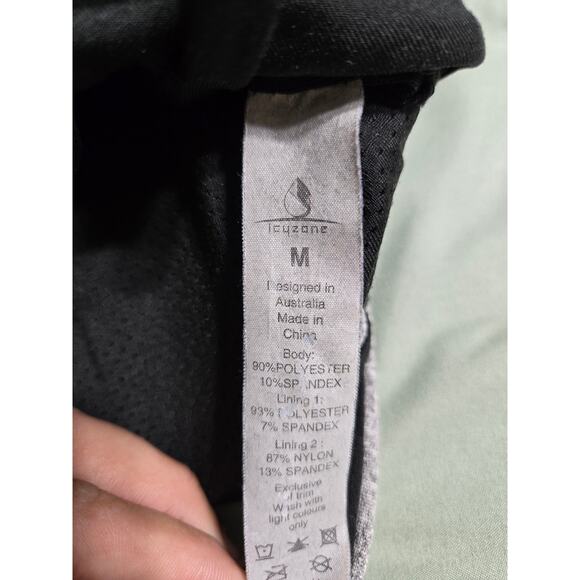 icyzone
M
Designed in
Australia
Made in
China
Body:
90%POLYESTER
10%SPANDEX
Lining 1:
93% POLYESTER
7% SPANDEX
Lining 2:
87% NYLON
13% SPANDEX
Exclusive
of trim
Wash with
light colours
only